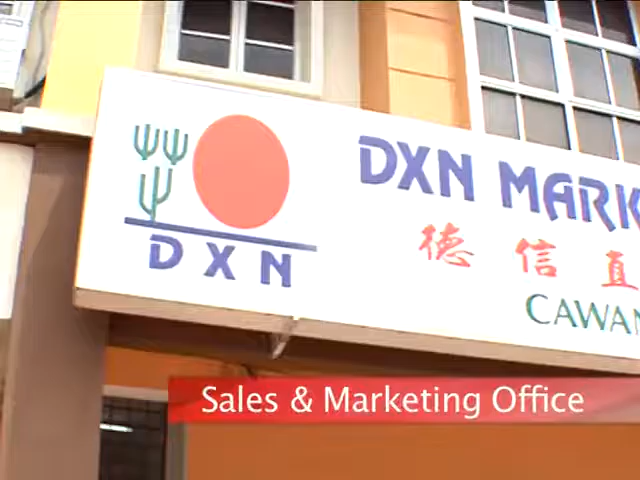 DXN
DXN MARK
德信直
CAWAN
Sales & Marketing Office